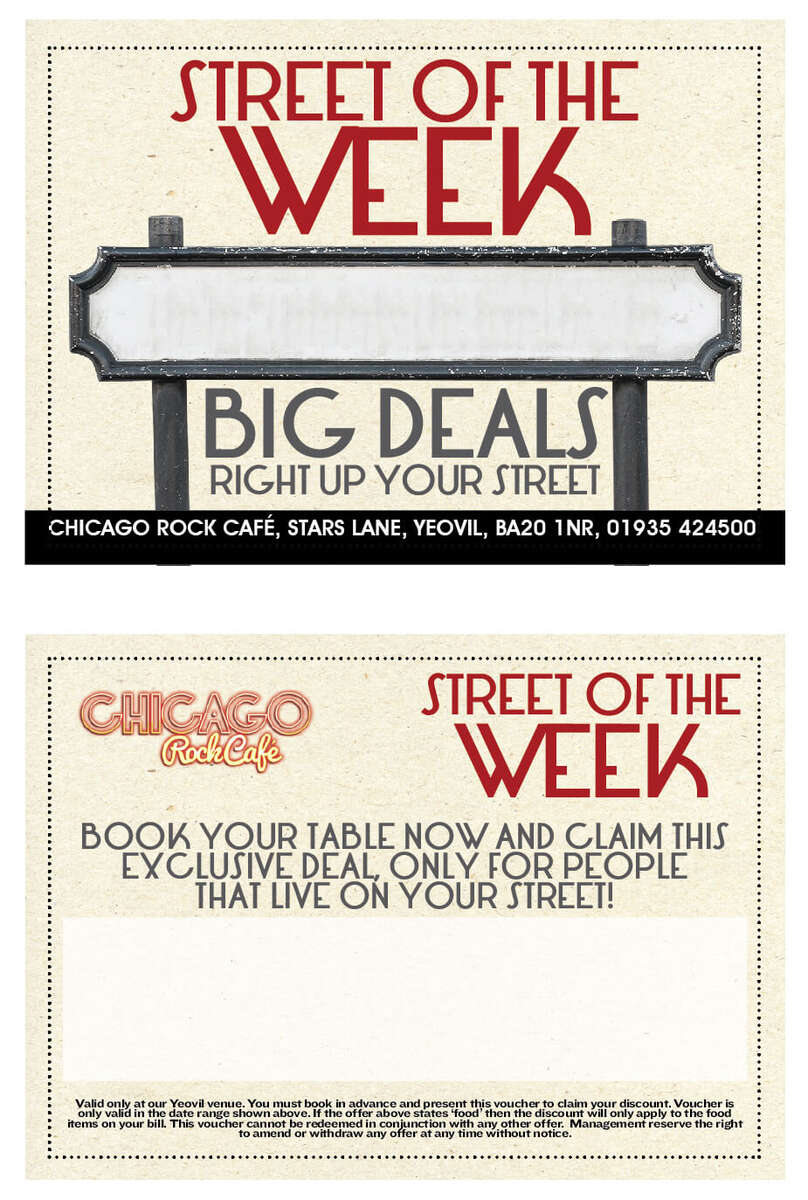 STREET OF THE
WEEK
BIG DEALS
RIGHT UP YOUR STREET
CHICAGO ROCK CAFÉ, STARS LANE, YEOVIL, BA20 1NR, 01935 424500
CHICAGO
Rock Café
STREET OF THE
WEEK
BOOK YOUR TABLE NOW AND CLAIM THIS
EXCLUSIVE DEAL, ONLY FOR PEOPLE
THAT LIVE ON YOUR STREET!
Valid only at our Yeovil venue. You must book in advance and present this voucher to claim your discount. Voucher is
only valid in the date range shown above. If the offer above states ‘food’ then the discount will only apply to the food
items on your bill. This voucher cannot be redeemed in conjunction with any other offer.  Management reserve the right
to amend or withdraw any offer at any time without notice.